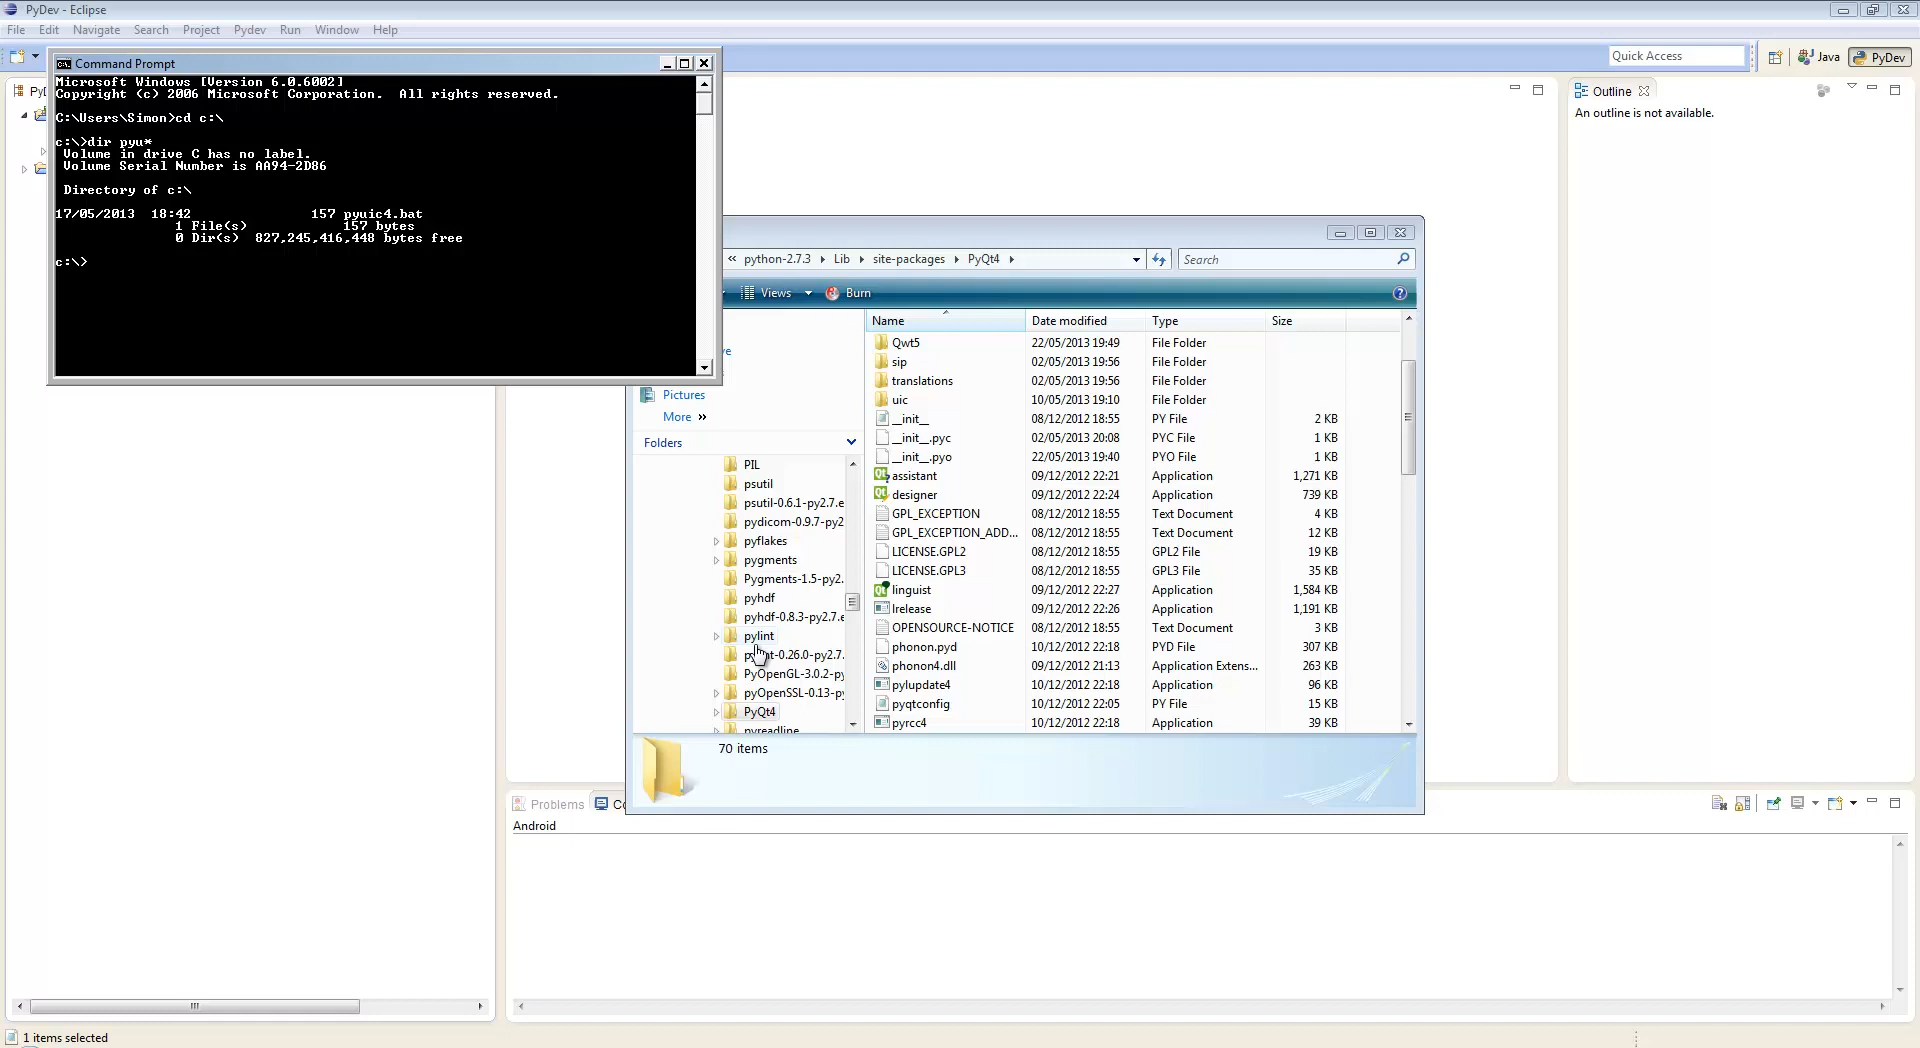 PyDev - Eclipse
File Edit Navigate Search Project Pydev Run Window Help
Quick Access
Java
PyDev
Command Prompt
Microsoft Windows [Version 6.0.6002]
Copyright (c) 2006 Microsoft Corporation.  All rights reserved.
C:\Users\Simon>cd c:\
c:\>dir pyu*
Volume in drive C has no label.
Volume Serial Number is AA94-2D86
Directory of c:\
17/05/2013  18:42               157 pyuic4.bat
1 File(s)            157 bytes
0 Dir(s)  827,245,416,448 bytes free
c:\>
Outline
An outline is not available.
« python-2.7.3 Lib site-packages PyQt4
Search
Views Burn
Name Date modified Type Size
Pictures
More »
Folders
PIL
psutil
psutil-0.6.1-py2.7.e
pydicom-0.9.7-py2
pyflakes
pygments
Pygments-1.5-py2.
pyhdf
pyhdf-0.8.3-py2.7.e
pylint
-0.26.0-py2.7.
PyOpenGL-3.0.2-py
pyOpenSSL-0.13-py
PyQt4
pyreadline
Qwt5 22/05/2013 19:49 File Folder
sip 02/05/2013 19:56 File Folder
translations 02/05/2013 19:56 File Folder
uic 10/05/2013 19:10 File Folder
__init__ 08/12/2012 18:55 PY File 2 KB
__init__.pyc 02/05/2013 20:08 PYC File 1 KB
__init__.pyo 22/05/2013 19:40 PYO File 1 KB
assistant 09/12/2012 22:21 Application 1,271 KB
designer 09/12/2012 22:24 Application 739 KB
GPL_EXCEPTION 08/12/2012 18:55 Text Document 4 KB
GPL_EXCEPTION_ADD... 08/12/2012 18:55 Text Document 12 KB
LICENSE.GPL2 08/12/2012 18:55 GPL2 File 19 KB
LICENSE.GPL3 08/12/2012 18:55 GPL3 File 35 KB
linguist 09/12/2012 22:27 Application 1,584 KB
lrelease 09/12/2012 22:26 Application 1,191 KB
OPENSOURCE-NOTICE 08/12/2012 18:55 Text Document 3 KB
phonon.pyd 10/12/2012 22:18 PYD File 307 KB
phonon4.dll 09/12/2012 21:13 Application Extens... 263 KB
pylupdate4 10/12/2012 22:18 Application 96 KB
pyqtconfig 10/12/2012 22:05 PY File 15 KB
pyrcc4 10/12/2012 22:18 Application 39 KB
70 items
Problems
Android
1 items selected